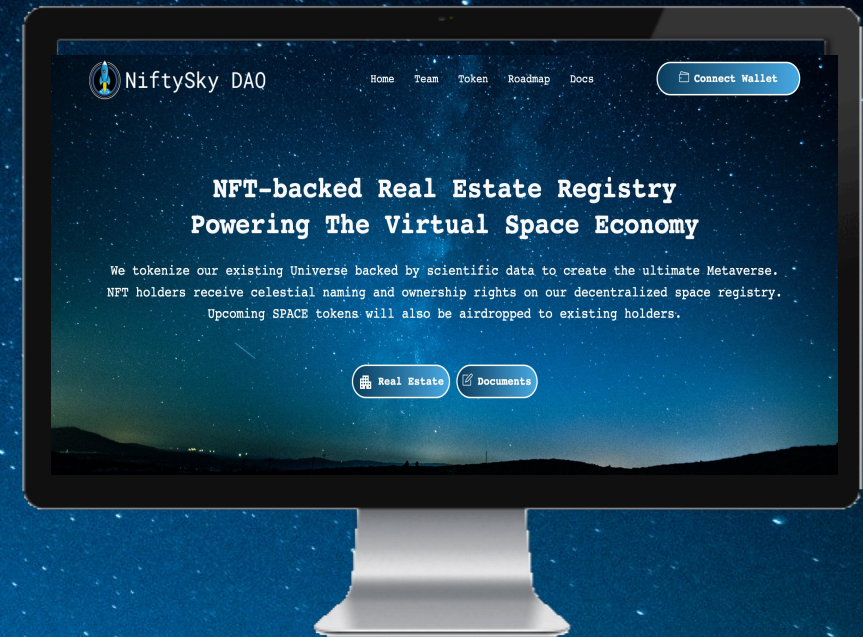 NiftySky DAO
Home Team Token Roadmap Docs
Connect Wallet
NFT-backed Real Estate Registry
Powering The Virtual Space Economy
We tokenize our existing Universe backed by scientific data to create the ultimate Metaverse.
NFT holders receive celestial naming and ownership rights on our decentralized space registry.
Upcoming SPACE tokens will also be airdropped to existing holders.
Real Estate
Documents